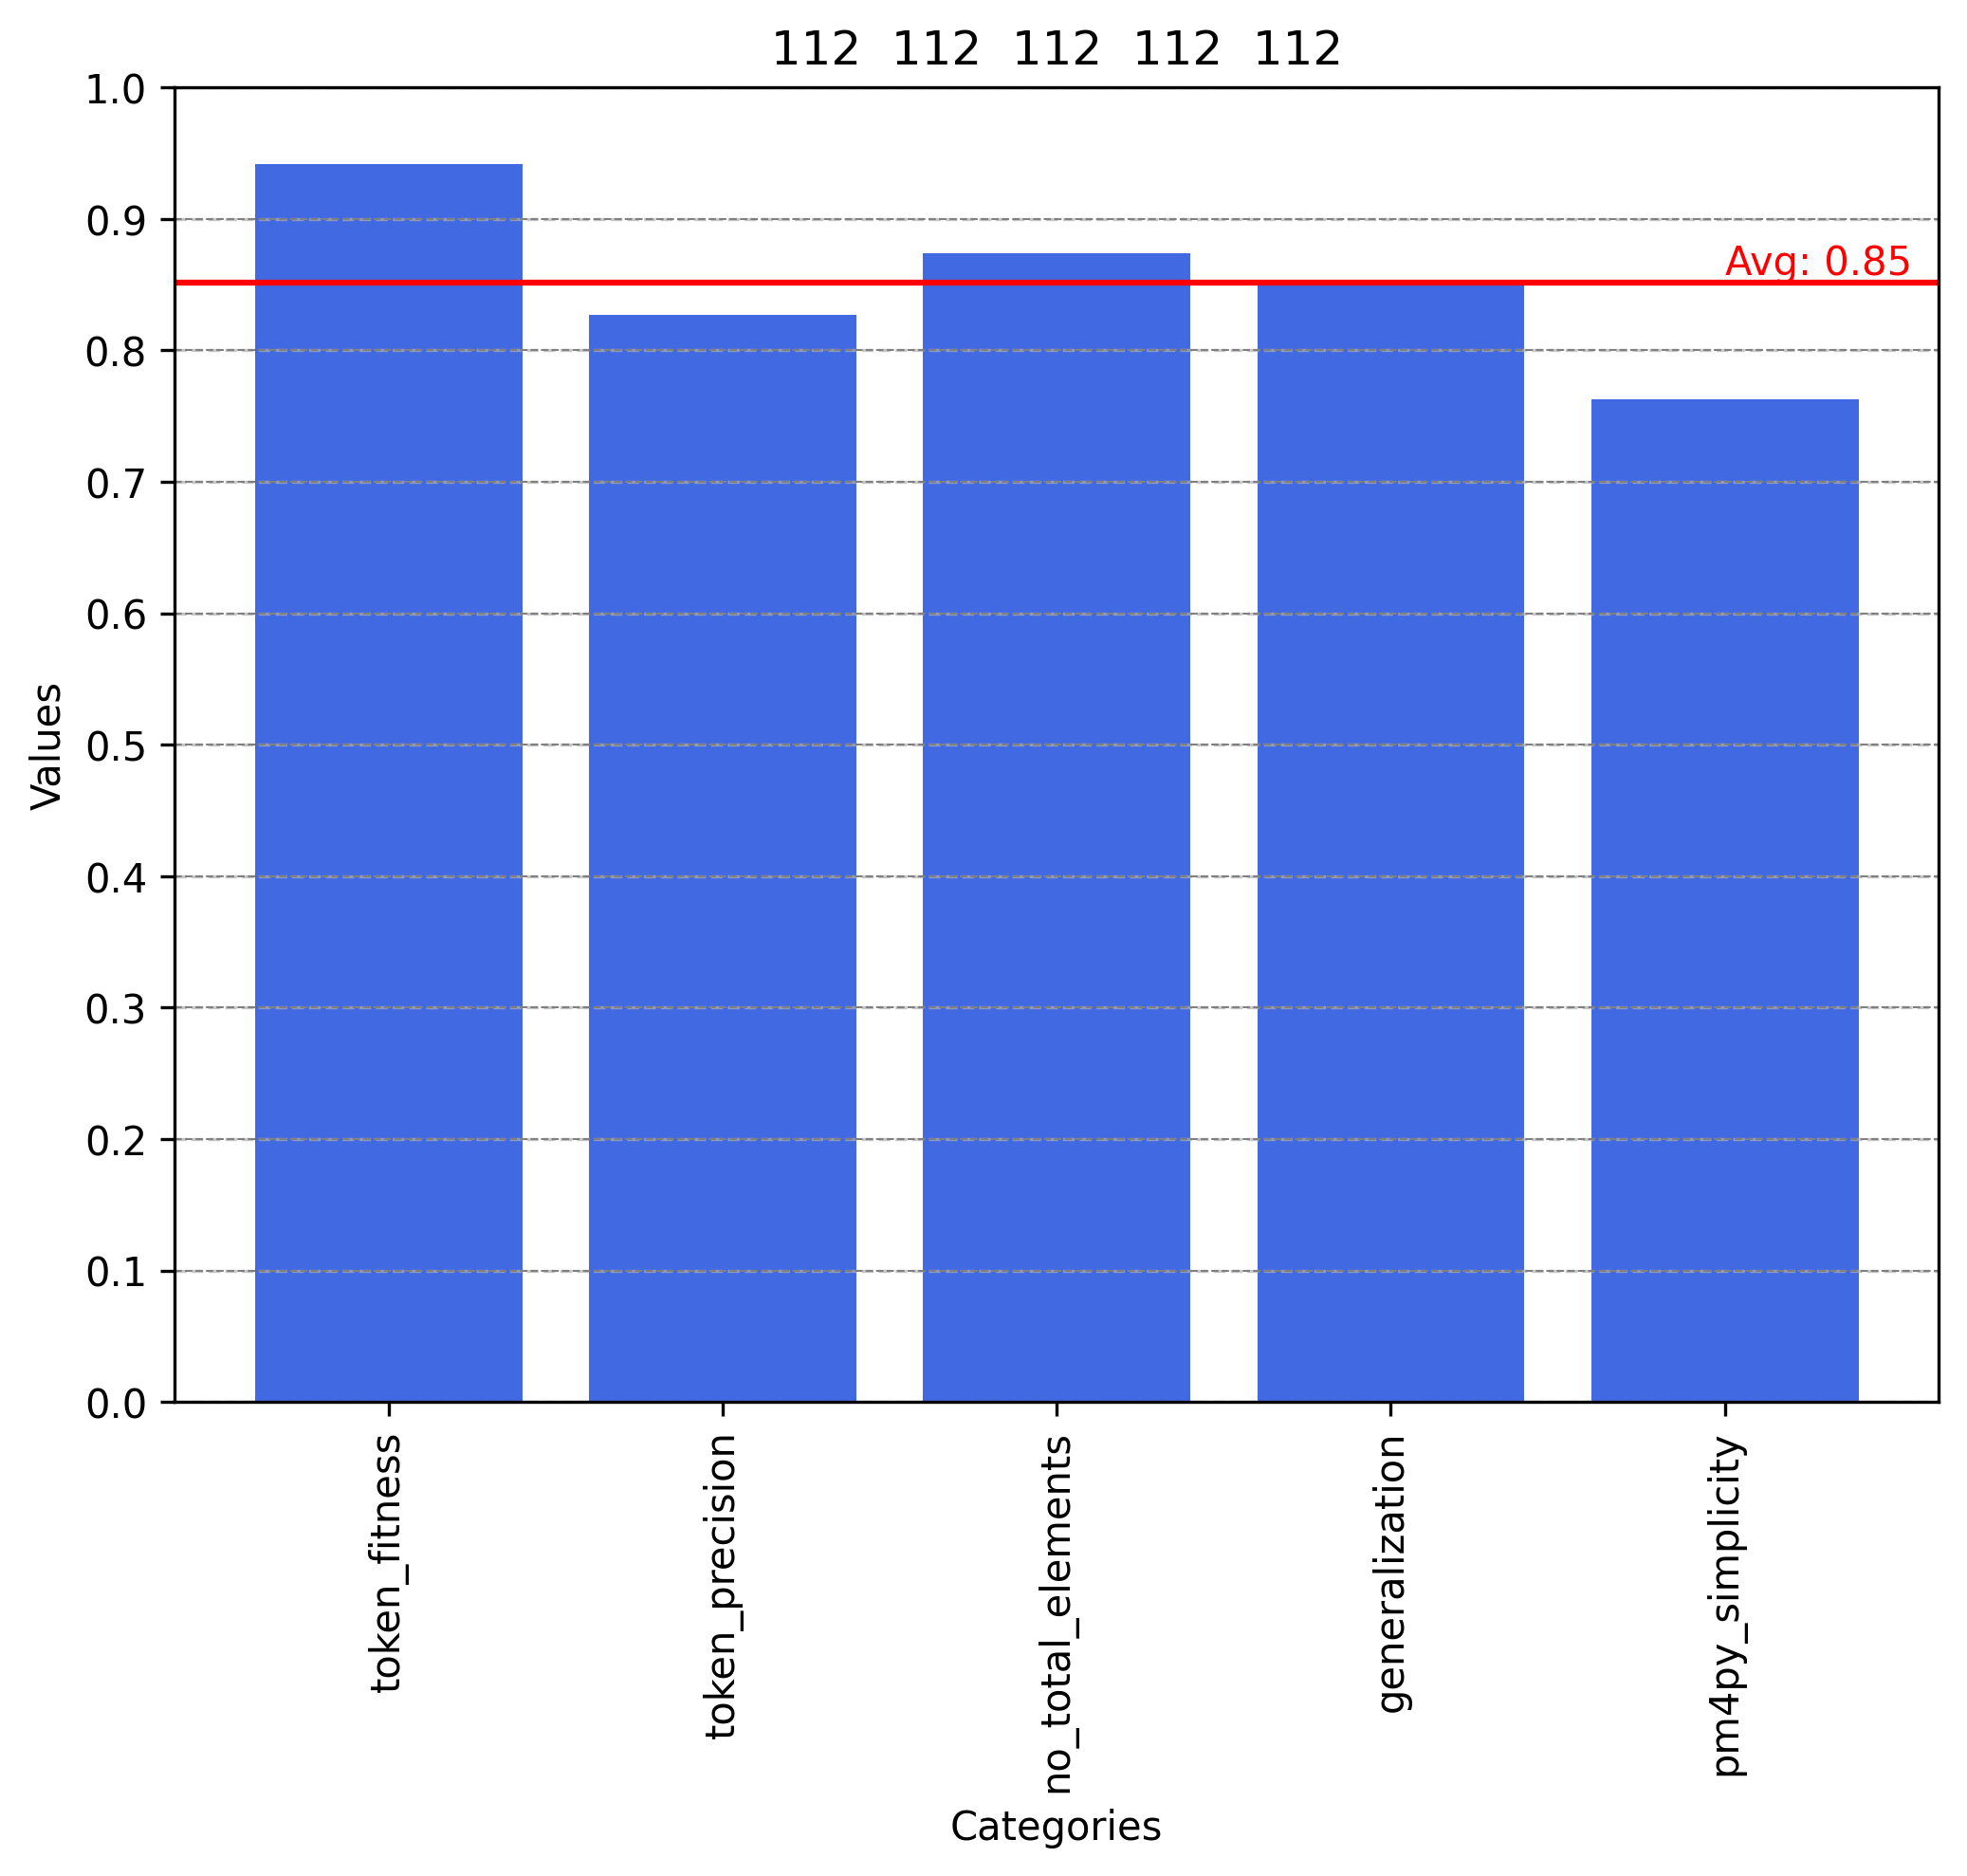 112 112 112 112 112
1.0
0.9
0.8
0.7
0.6
0.5
0.4
0.3
0.2
0.1
0.0
Values
Avg: 0.85
token_fitness
token_precision
no_total_elements
generalization
pm4py_simplicity
Categories